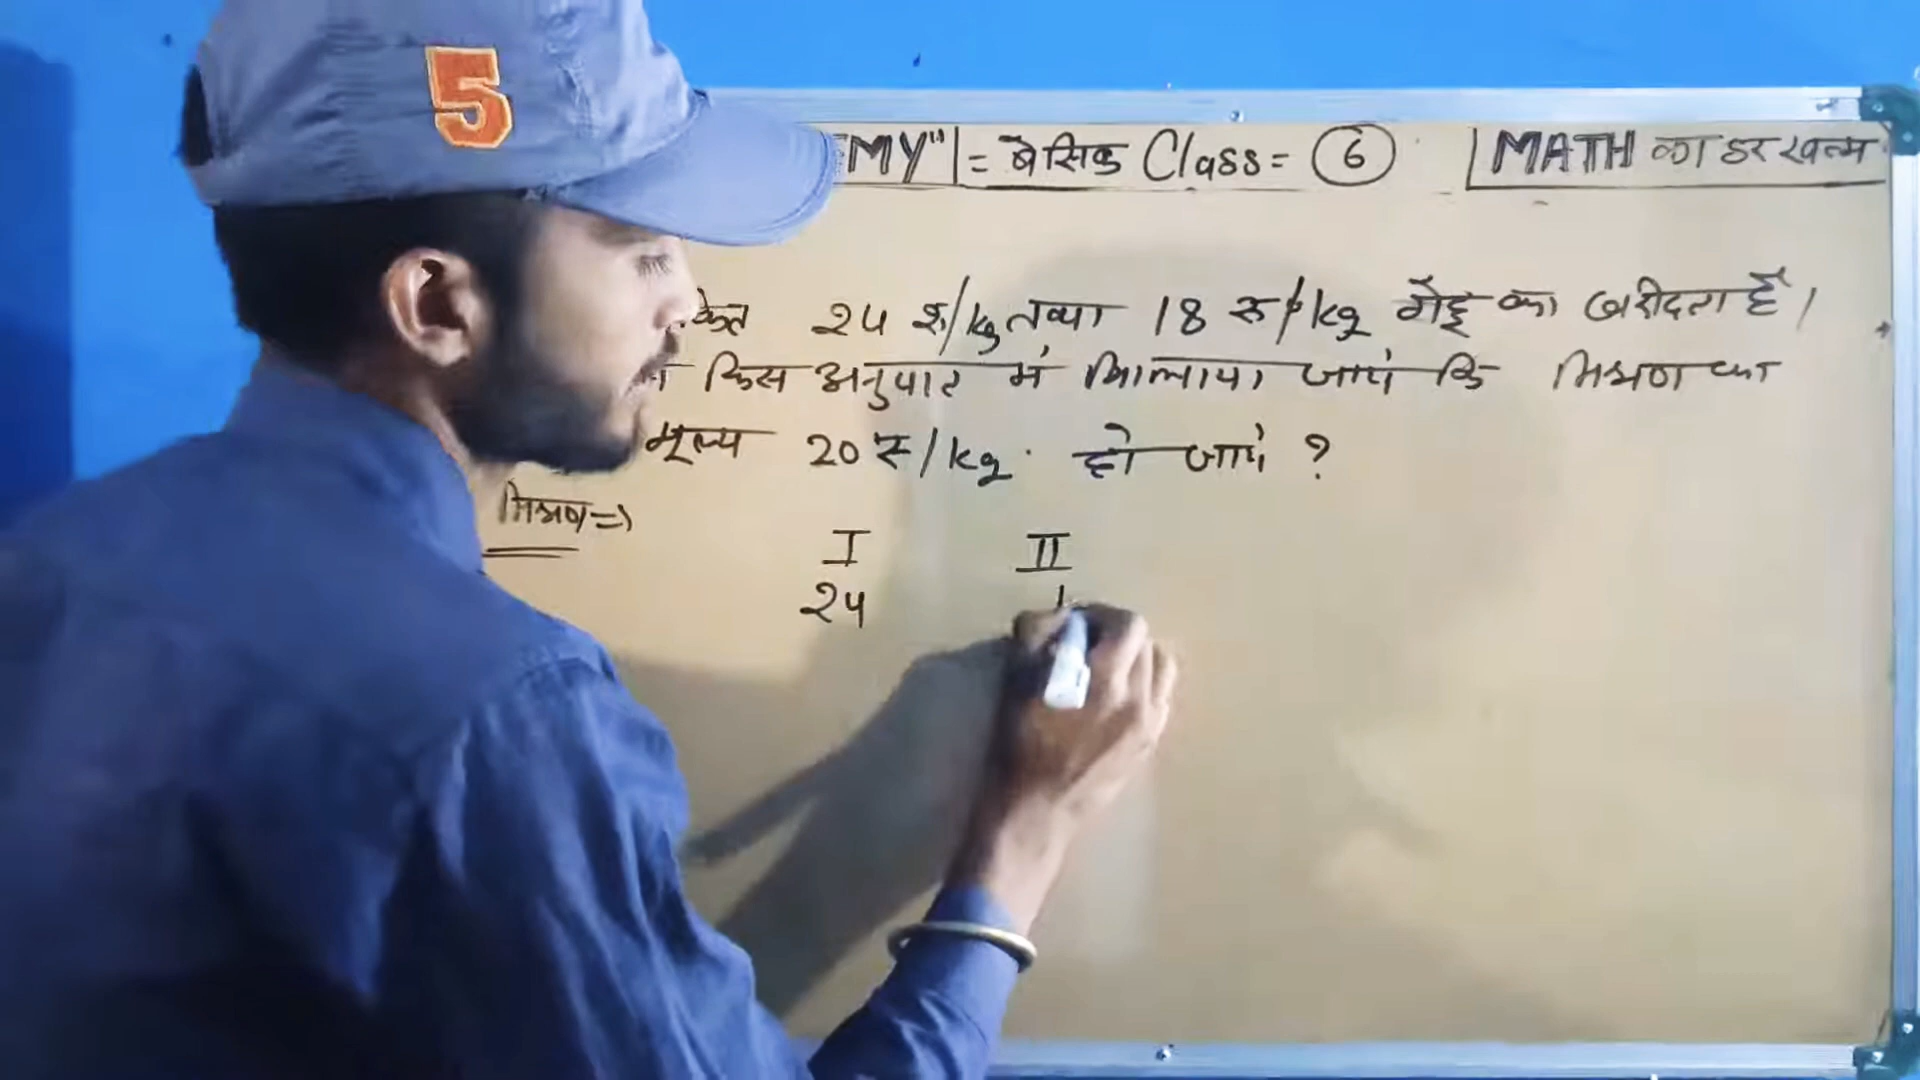 5
EMY" = बेसिक Class = 6 MATH का डर खत्म
24 रु/kg तथा 18 रु/kg गेहू को खरीदता हैं।
किस अनुपात में मिलाया जाये कि मिश्रण का
मूल्य 20 रु/kg. हो जाये ?
मिश्रण =>
I II
24 1